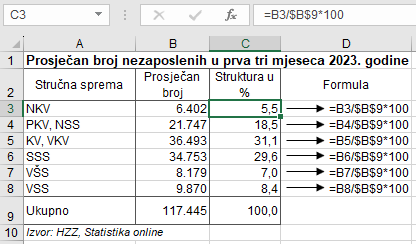 C3 =B3/$B$9*100
A B C D
1 Prosječan broj nezaposlenih u prva tri mjeseca 2023. godine
2 Stručna sprema Prosječan broj Struktura u % Formula
3 NKV 6.402 5,5 =B3/$B$9*100
4 PKV, NSS 21.747 18,5 =B4/$B$9*100
5 KV, VKV 36.493 31,1 =B5/$B$9*100
6 SSS 34.753 29,6 =B6/$B$9*100
7 VŠS 8.179 7,0 =B7/$B$9*100
8 VSS 9.870 8,4 =B8/$B$9*100
9 Ukupno 117.445 100,0
10 Izvor: HZZ, Statistika online